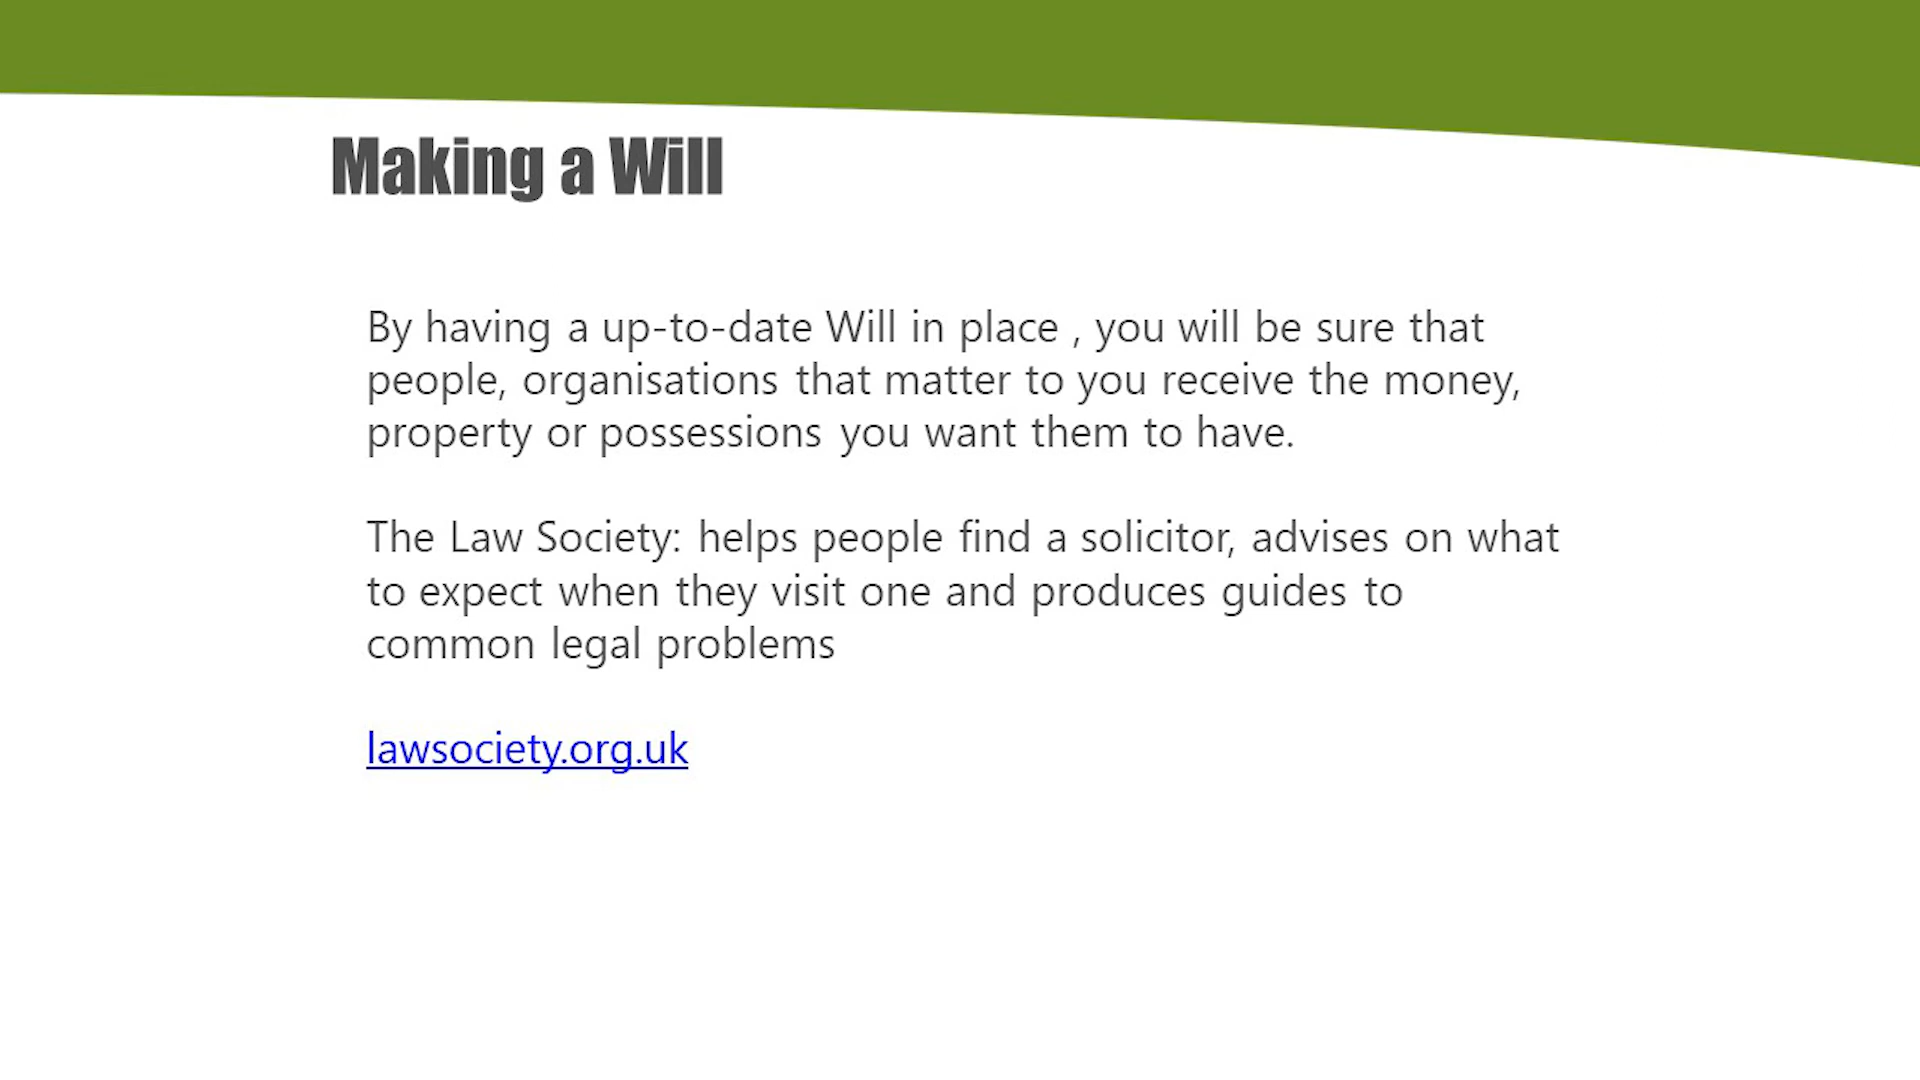 Making a Will
By having a up-to-date Will in place , you will be sure that
people, organisations that matter to you receive the money,
property or possessions you want them to have.
The Law Society: helps people find a solicitor, advises on what
to expect when they visit one and produces guides to
common legal problems
lawsociety.org.uk